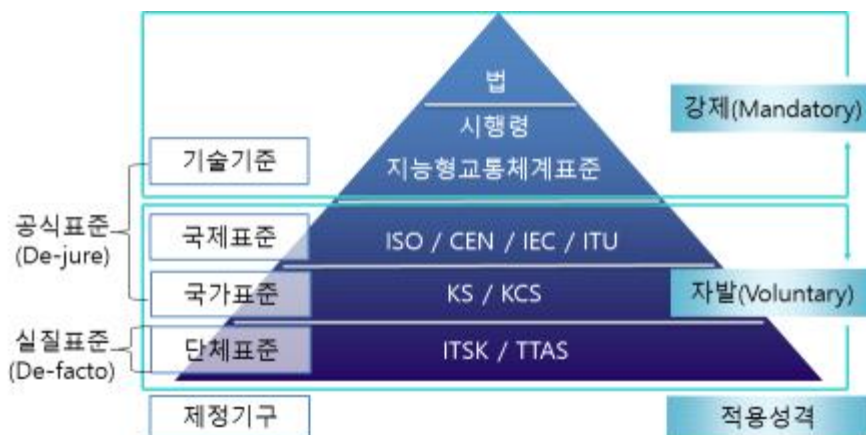 법
강제(Mandatory)
시행령
기술기준
지능형교통체계표준
공식표준
(De-jure)
국제표준
ISO / CEN / IEC / ITU
국가표준
KS / KCS
자발(Voluntary)
실질표준
(De-facto)
단체표준
ITSK / TTAS
제정기구
적용성격